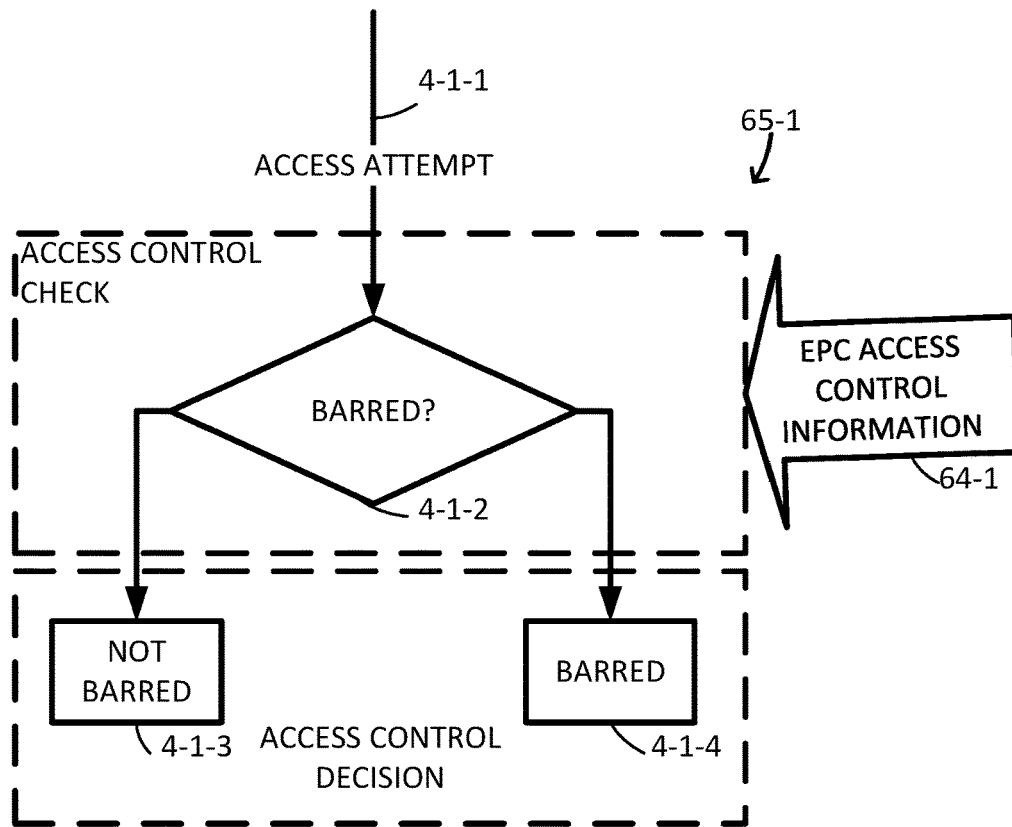 4-1-1
65-1
ACCESS ATTEMPT
ACCESS CONTROL
CHECK
EPC ACCESS
CONTROL
INFORMATION
BARRED?
64-1
4-1-2
NOT
BARRED
BARRED
4-1-3
4-1-4
ACCESS CONTROL
DECISION